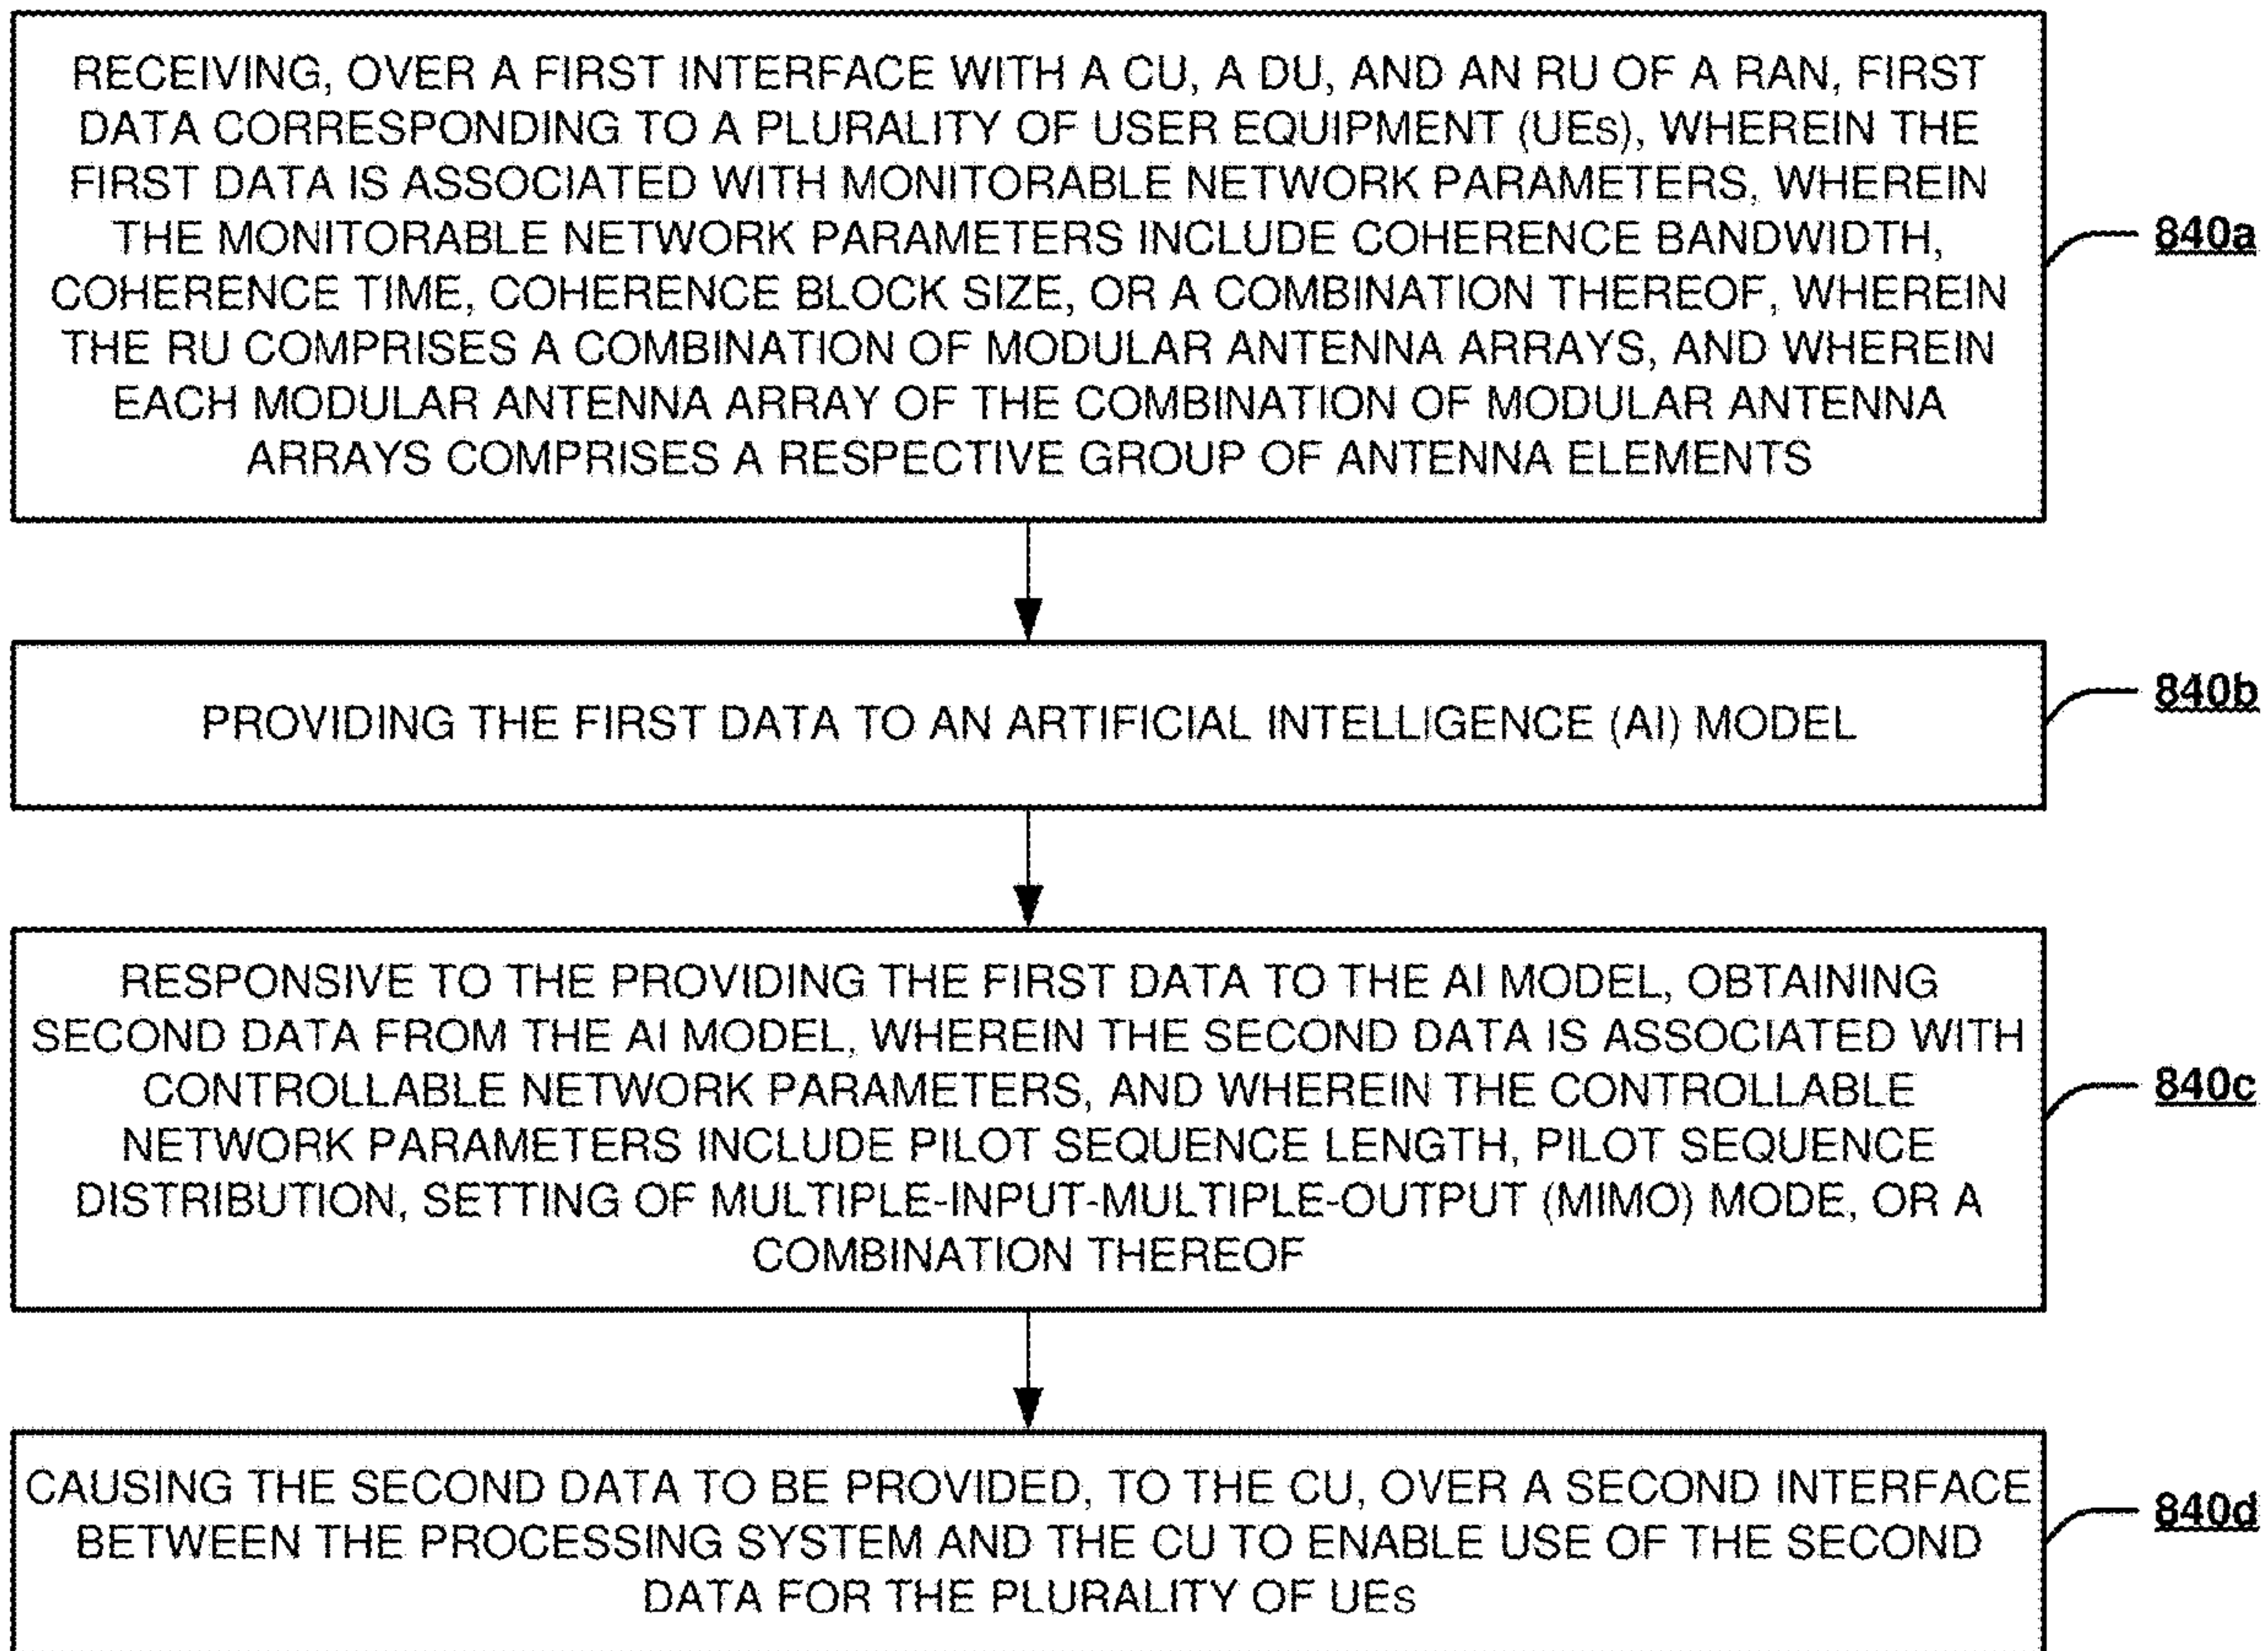 RECEIVING, OVER A FIRST INTERFACE WITH A CU, A DU, AND AN RU OF A RAN, FIRST
DATA CORRESPONDING TO A PLURALITY OF USER EQUIPMENT (UEs), WHEREIN THE
FIRST DATA IS ASSOCIATED WITH MONITORABLE NETWORK PARAMETERS, WHEREIN
THE MONITORABLE NETWORK PARAMETERS INCLUDE COHERENCE BANDWIDTH,
COHERENCE TIME, COHERENCE BLOCK SIZE, OR A COMBINATION THEREOF, WHEREIN
THE RU COMPRISES A COMBINATION OF MODULAR ANTENNA ARRAYS, AND WHEREIN
EACH MODULAR ANTENNA ARRAY OF THE COMBINATION OF MODULAR ANTENNA
ARRAYS COMPRISES A RESPECTIVE GROUP OF ANTENNA ELEMENTS
840a
PROVIDING THE FIRST DATA TO AN ARTIFICIAL INTELLIGENCE (AI) MODEL
840b
RESPONSIVE TO THE PROVIDING THE FIRST DATA TO THE AI MODEL, OBTAINING
SECOND DATA FROM THE AI MODEL, WHEREIN THE SECOND DATA IS ASSOCIATED WITH
CONTROLLABLE NETWORK PARAMETERS, AND WHEREIN THE CONTROLLABLE
NETWORK PARAMETERS INCLUDE PILOT SEQUENCE LENGTH, PILOT SEQUENCE
DISTRIBUTION, SETTING OF MULTIPLE-INPUT-MULTIPLE-OUTPUT (MIMO) MODE, OR A
COMBINATION THEREOF
840c
CAUSING THE SECOND DATA TO BE PROVIDED, TO THE CU, OVER A SECOND INTERFACE
BETWEEN THE PROCESSING SYSTEM AND THE CU TO ENABLE USE OF THE SECOND
DATA FOR THE PLURALITY OF UEs
840d